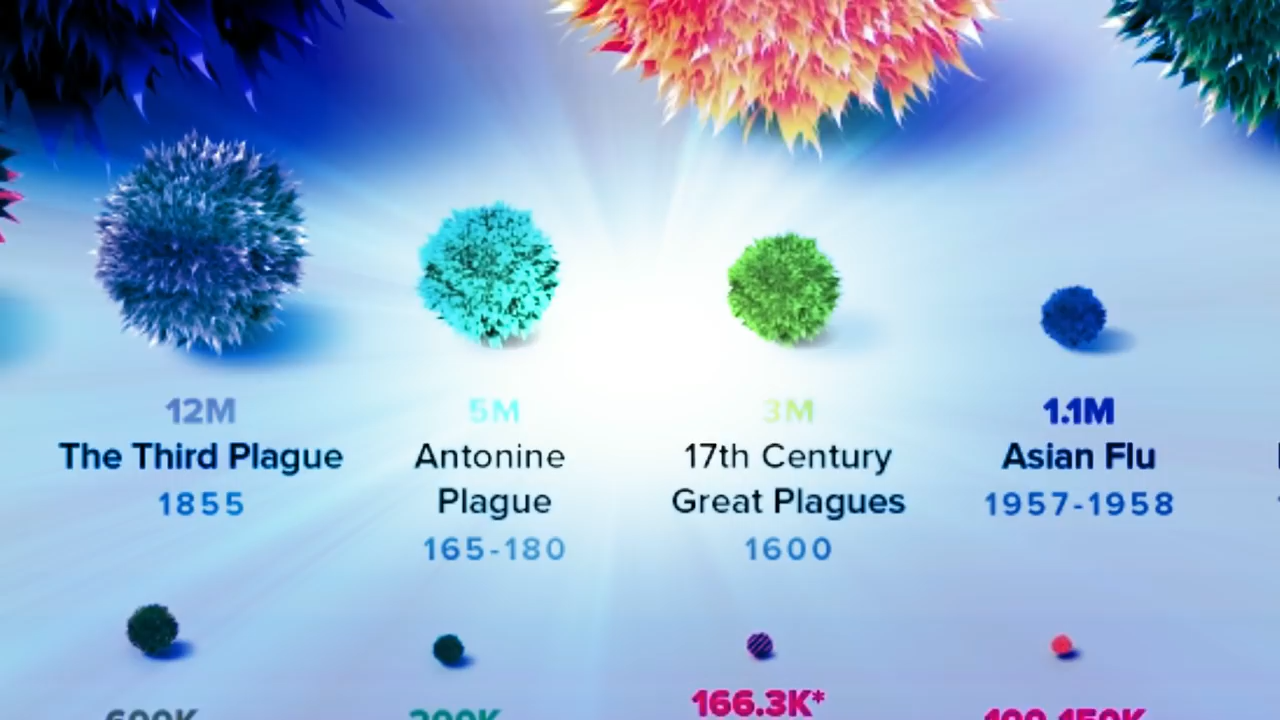 12M
The Third Plague
1855
5M
Antonine
Plague
165-180
3M
17th Century
Great Plagues
1600
1.1M
Asian Flu
1957-1958
166.3K*